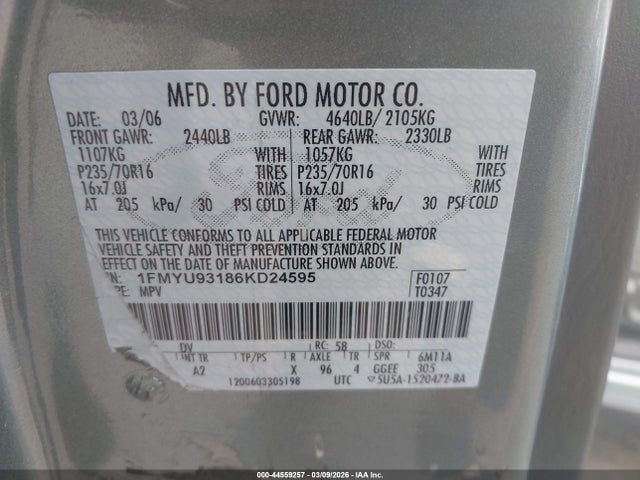 MFD. BY FORD MOTOR CO.
DATE: 03/06 GVWR: 4640LB/ 2105KG
FRONT GAWR: 2440LB REAR GAWR: 2330LB
1107KG WITH 1057KG WITH
P235/70R16 TIRES P235/70R16 TIRES
16x7.0J RIMS 16x7.0J RIMS
AT 205 kPa/ 30 PSI COLD AT 205 kPa/ 30 PSI COLD
THIS VEHICLE CONFORMS TO ALL APPLICABLE FEDERAL MOTOR
VEHICLE SAFETY AND THEFT PREVENTION STANDARDS IN
EFFECT ON THE DATE OF MANUFACTURE SHOWN ABOVE.
1FMYU93186KD24595 F0107
TYPE: MPV T0347
DV RC: 58 DSO:
INT TR TP/PS R AXLE TR SPR 6M11A
A2 X 96 4 GGEE 305
1200603305198 UTC 5U5A-1520472-BA
Ford
000-44559257 - 03/09/2026 - IAA Inc.